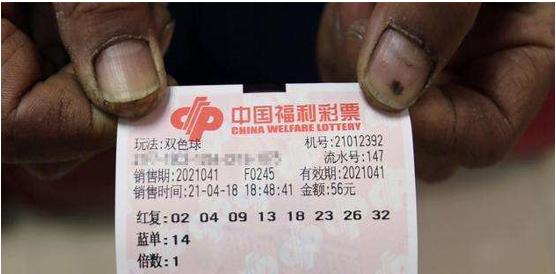 中国福利彩票
CHINA WELFARE LOTTERY
玩法:双色球 机号:21012392
流水号:147
销售期:2021041 F0245 有效期:2021041
销售时间:21-04-18 18:48:41 金额:56元
红复:02 04 09 13 18 23 26 32
蓝单:14
倍数:1